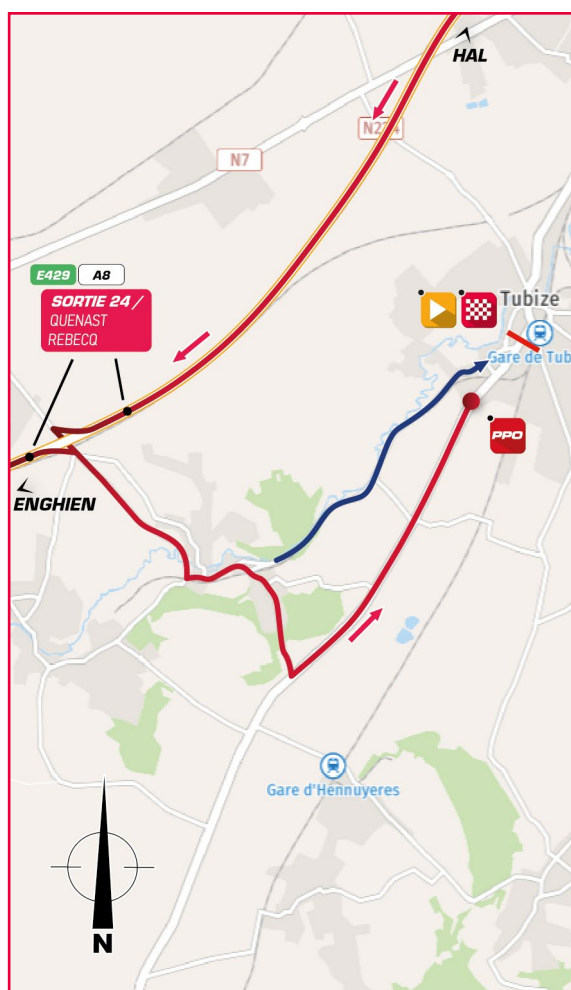 HAL
N234
N7
E429
A8
SORTIE 24 /
QUENAST
REBECQ
Tubize
Gare de Tub
PPO
ENGHIEN
Gare d'Hennuyeres
N